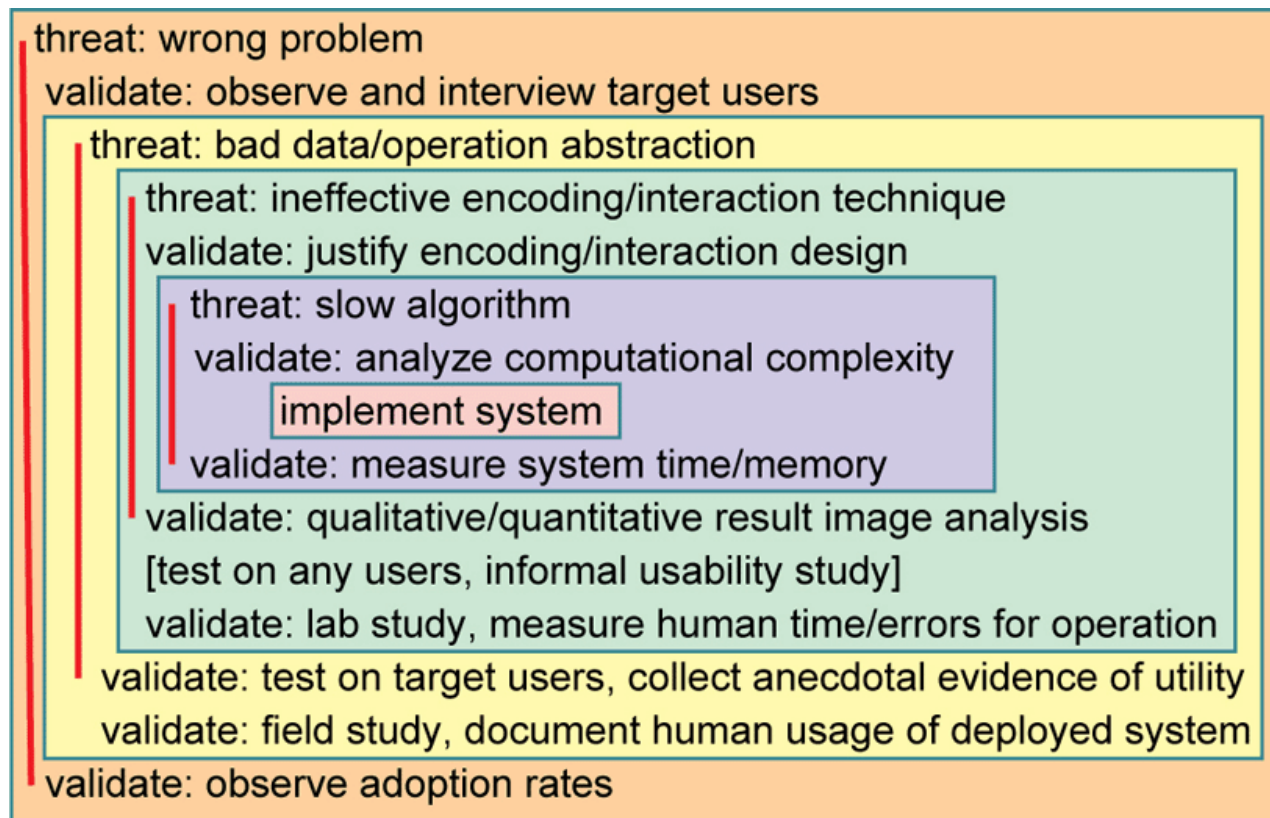 threat: wrong problem
validate: observe and interview target users
threat: bad data/operation abstraction
threat: ineffective encoding/interaction technique
validate: justify encoding/interaction design
threat: slow algorithm
validate: analyze computational complexity
implement system
validate: measure system time/memory
validate: qualitative/quantitative result image analysis
[test on any users, informal usability study]
validate: lab study, measure human time/errors for operation
validate: test on target users, collect anecdotal evidence of utility
validate: field study, document human usage of deployed system
validate: observe adoption rates